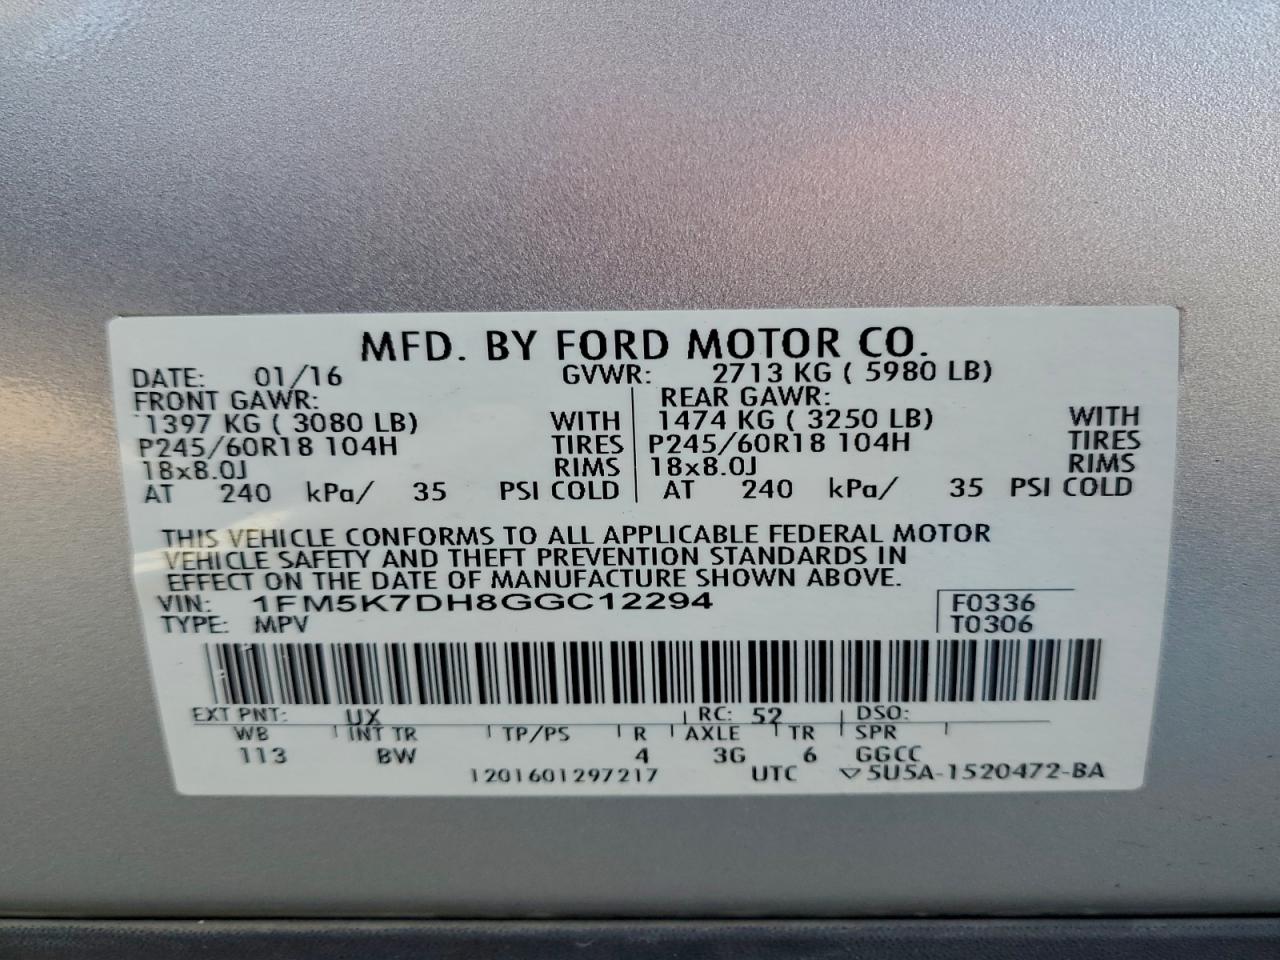 MFD. BY FORD MOTOR CO.
DATE: 01/16 GVWR: 2713 KG ( 5980 LB)
FRONT GAWR: REAR GAWR:
1397 KG ( 3080 LB) WITH 1474 KG ( 3250 LB) WITH
P245/60R18 104H TIRES P245/60R18 104H TIRES
18x8.0J RIMS 18x8.0J RIMS
AT 240 kPa/ 35 PSI COLD AT 240 kPa/ 35 PSI COLD
THIS VEHICLE CONFORMS TO ALL APPLICABLE FEDERAL MOTOR
VEHICLE SAFETY AND THEFT PREVENTION STANDARDS IN
EFFECT ON THE DATE OF MANUFACTURE SHOWN ABOVE.
VIN: 1FM5K7DH8GGC12294 F0336
TYPE: MPV T0306
EXT PNT: UX RC: 52 DSO:
WB INT TR TP/PS R AXLE TR SPR
113 BW 4 3G 6 GGCC
1201601297217 UTC ▽5U5A-1520472-BA